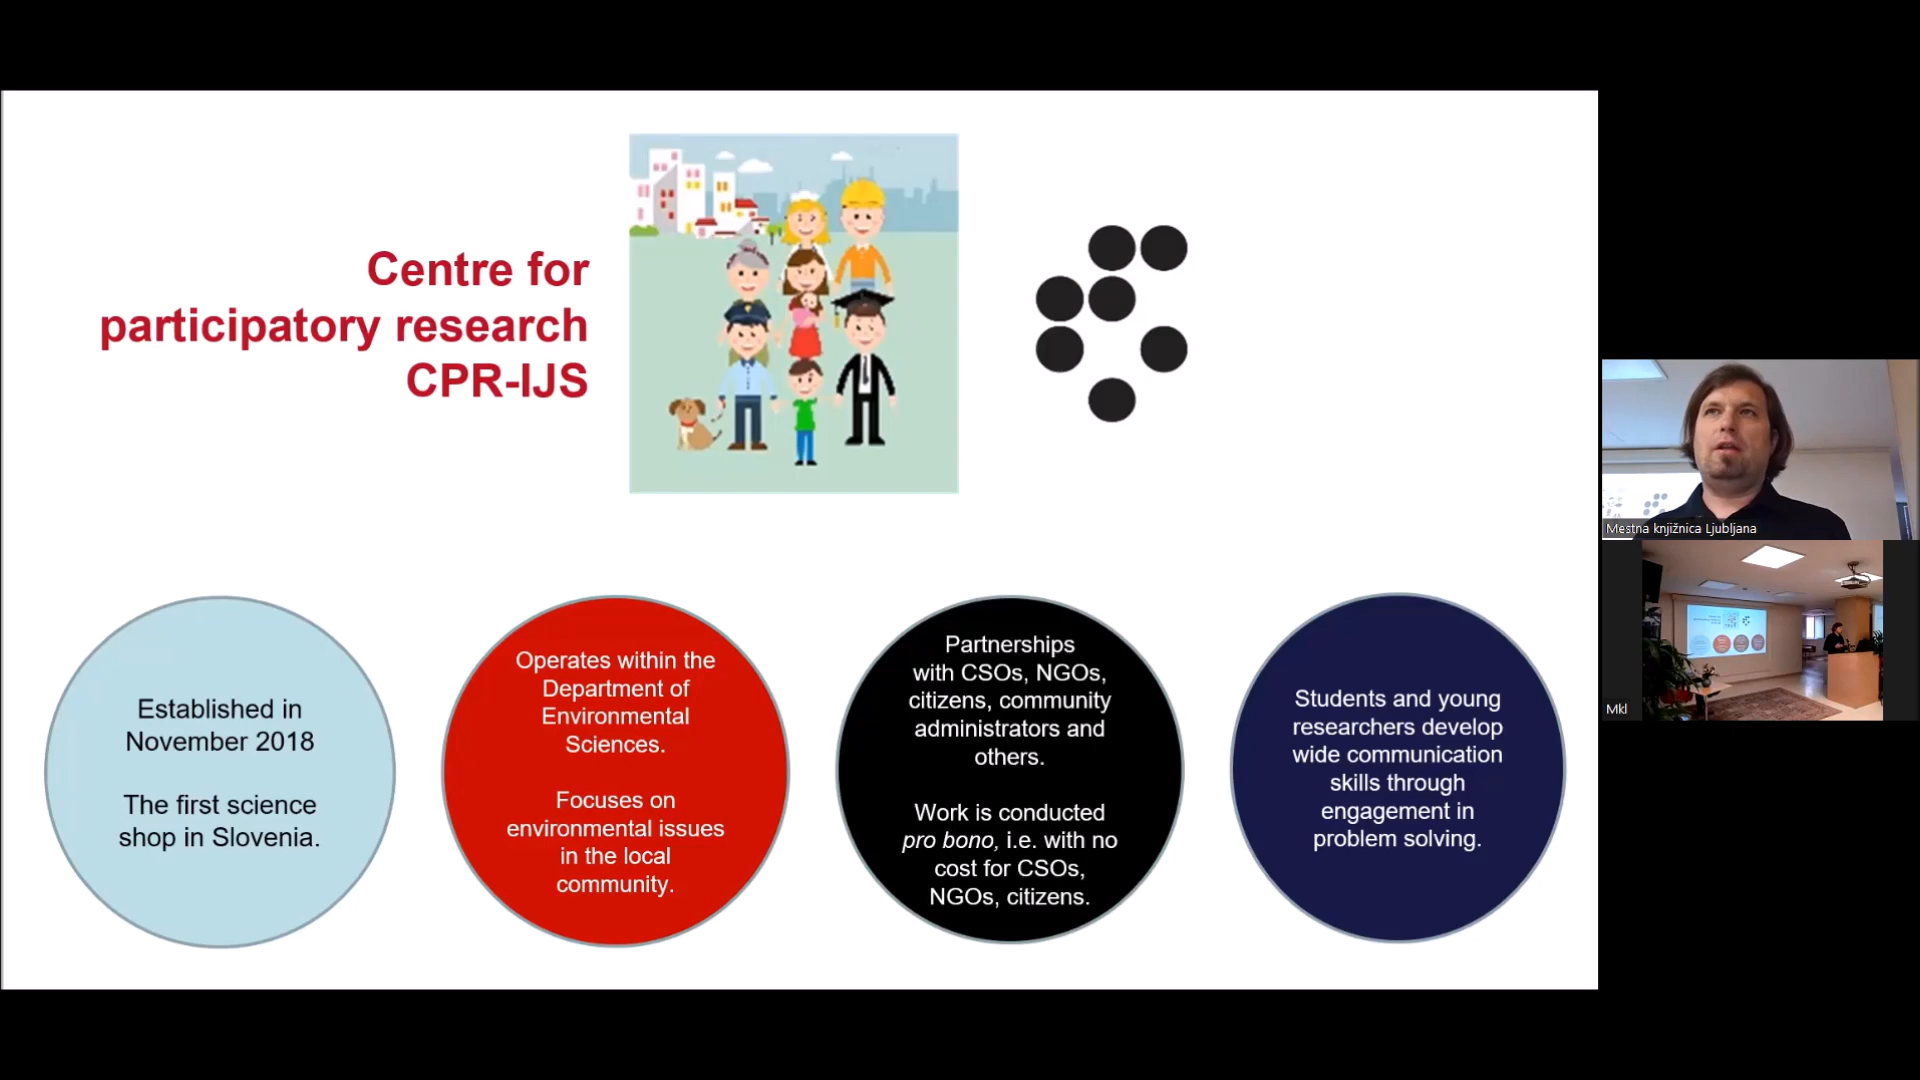 Centre for
participatory research
CPR-IJS
Established in
November 2018
The first science
shop in Slovenia.
Operates within the
Department of
Environmental
Sciences.
Focuses on
environmental issues
in the local
community.
Partnerships
with CSOs, NGOs,
citizens, community
administrators and
others.
Work is conducted
pro bono, i.e. with no
cost for CSOs,
NGOs, citizens.
Students and young
researchers develop
wide communication
skills through
engagement in
problem solving.
Mestna knjižnica Ljubljana
Mkl